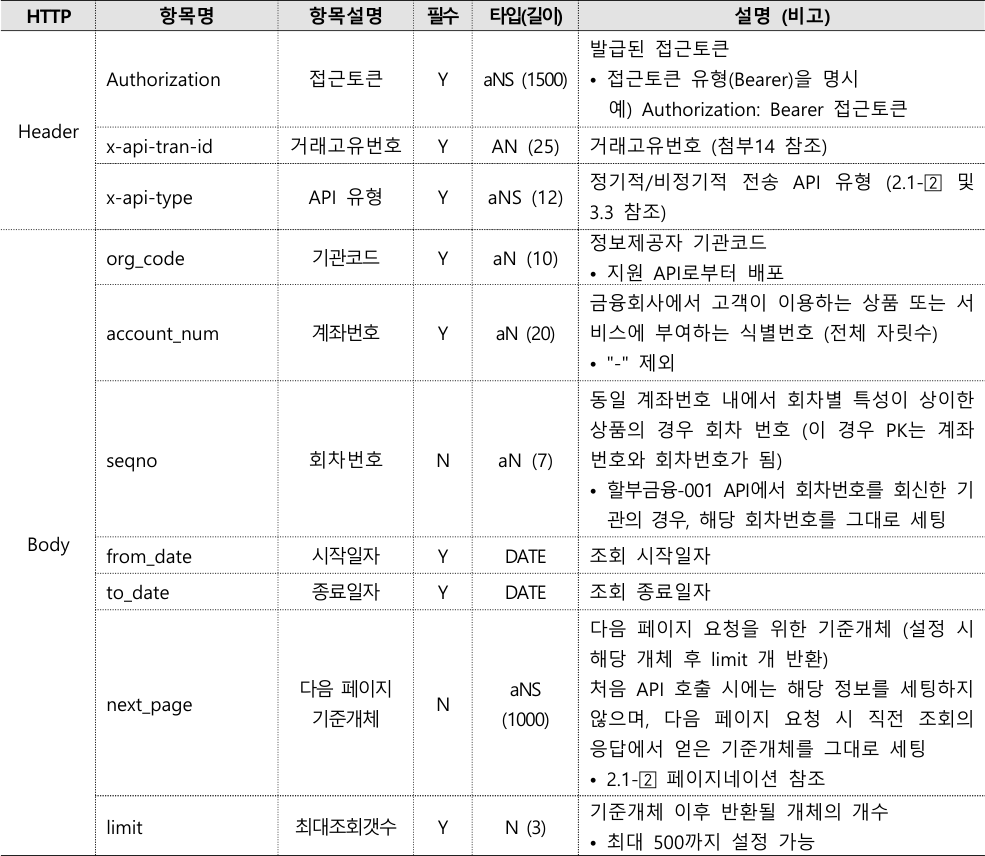 HTTP 항목명 항목설명 필수 타입(길이) 설명 (비고)
Header
Authorization 접근토큰 Y aNS (1500)
발급된 접근토큰
• 접근토큰 유형(Bearer)을 명시
예) Authorization: Bearer 접근토큰
x-api-tran-id 거래고유번호 Y AN (25) 거래고유번호 (첨부14 참조)
x-api-type API 유형 Y aNS (12)
정기적/비정기적 전송 API 유형 (2.1-② 및
3.3 참조)
Body
org_code 기관코드 Y aN (10)
정보제공자 기관코드
• 지원 API로부터 배포
account_num 계좌번호 Y aN (20)
금융회사에서 고객이 이용하는 상품 또는 서
비스에 부여하는 식별번호 (전체 자릿수)
• "-" 제외
seqno 회차번호 N aN (7)
동일 계좌번호 내에서 회차별 특성이 상이한
상품의 경우 회차 번호 (이 경우 PK는 계좌
번호와 회차번호가 됨)
• 할부금융-001 API에서 회차번호를 회신한 기
관의 경우, 해당 회차번호를 그대로 세팅
from_date 시작일자 Y DATE 조회 시작일자
to_date 종료일자 Y DATE 조회 종료일자
next_page
다음 페이지
기준개체
N
aNS
(1000)
다음 페이지 요청을 위한 기준개체 (설정 시
해당 개체 후 limit 개 반환)
처음 API 호출 시에는 해당 정보를 세팅하지
않으며, 다음 페이지 요청 시 직전 조회의
응답에서 얻은 기준개체를 그대로 세팅
• 2.1-② 페이지네이션 참조
limit 최대조회갯수 Y N (3)
기준개체 이후 반환될 개체의 개수
• 최대 500까지 설정 가능